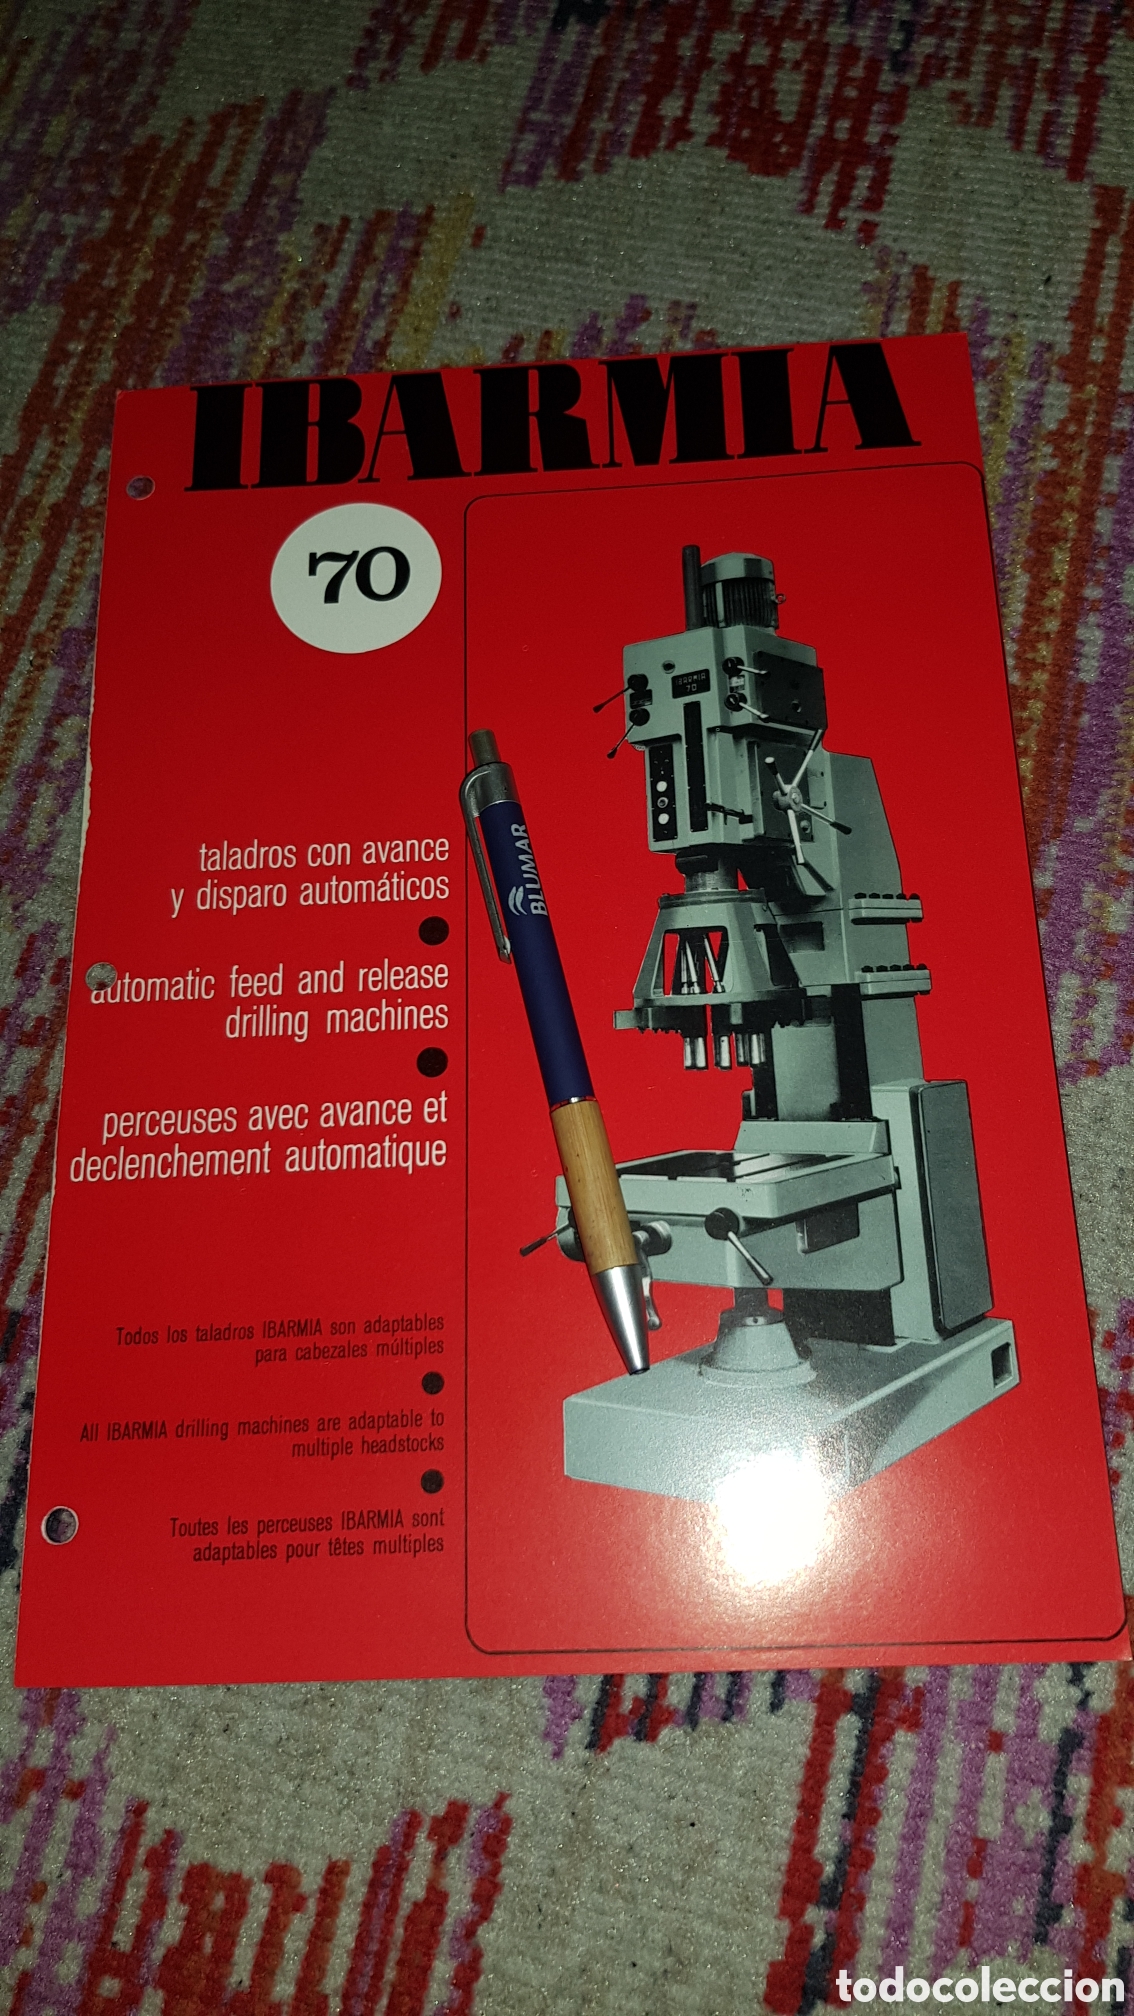 IBARMIA
70
IBARMIA
70
taladros con avance
y disparo automáticos
automatic feed and release
drilling machines
perceuses avec avance et
declenchement automatique
BLUMAR
Todos los taladros IBARMIA son adaptables
para cabezales múltiples
All IBARMIA drilling machines are adaptable to
multiple headstocks
Toutes les perceuses IBARMIA sont
adaptables pour têtes multiples
todocoleccion